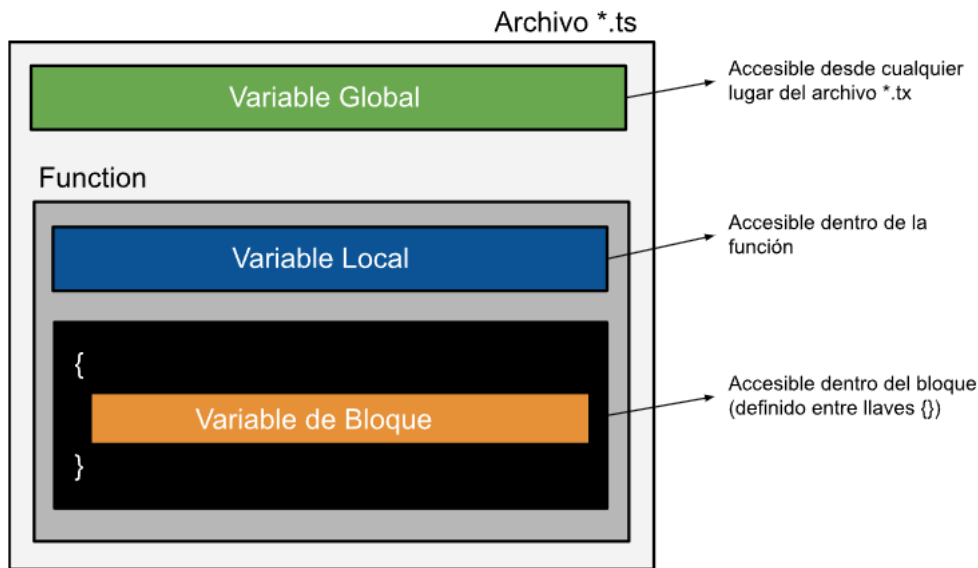 Archivo *.ts
Variable Global
Accesible desde cualquier
lugar del archivo *.tx
Function
Variable Local
Accesible dentro de la
función
{
Variable de Bloque
}
Accesible dentro del bloque
(definido entre llaves {})